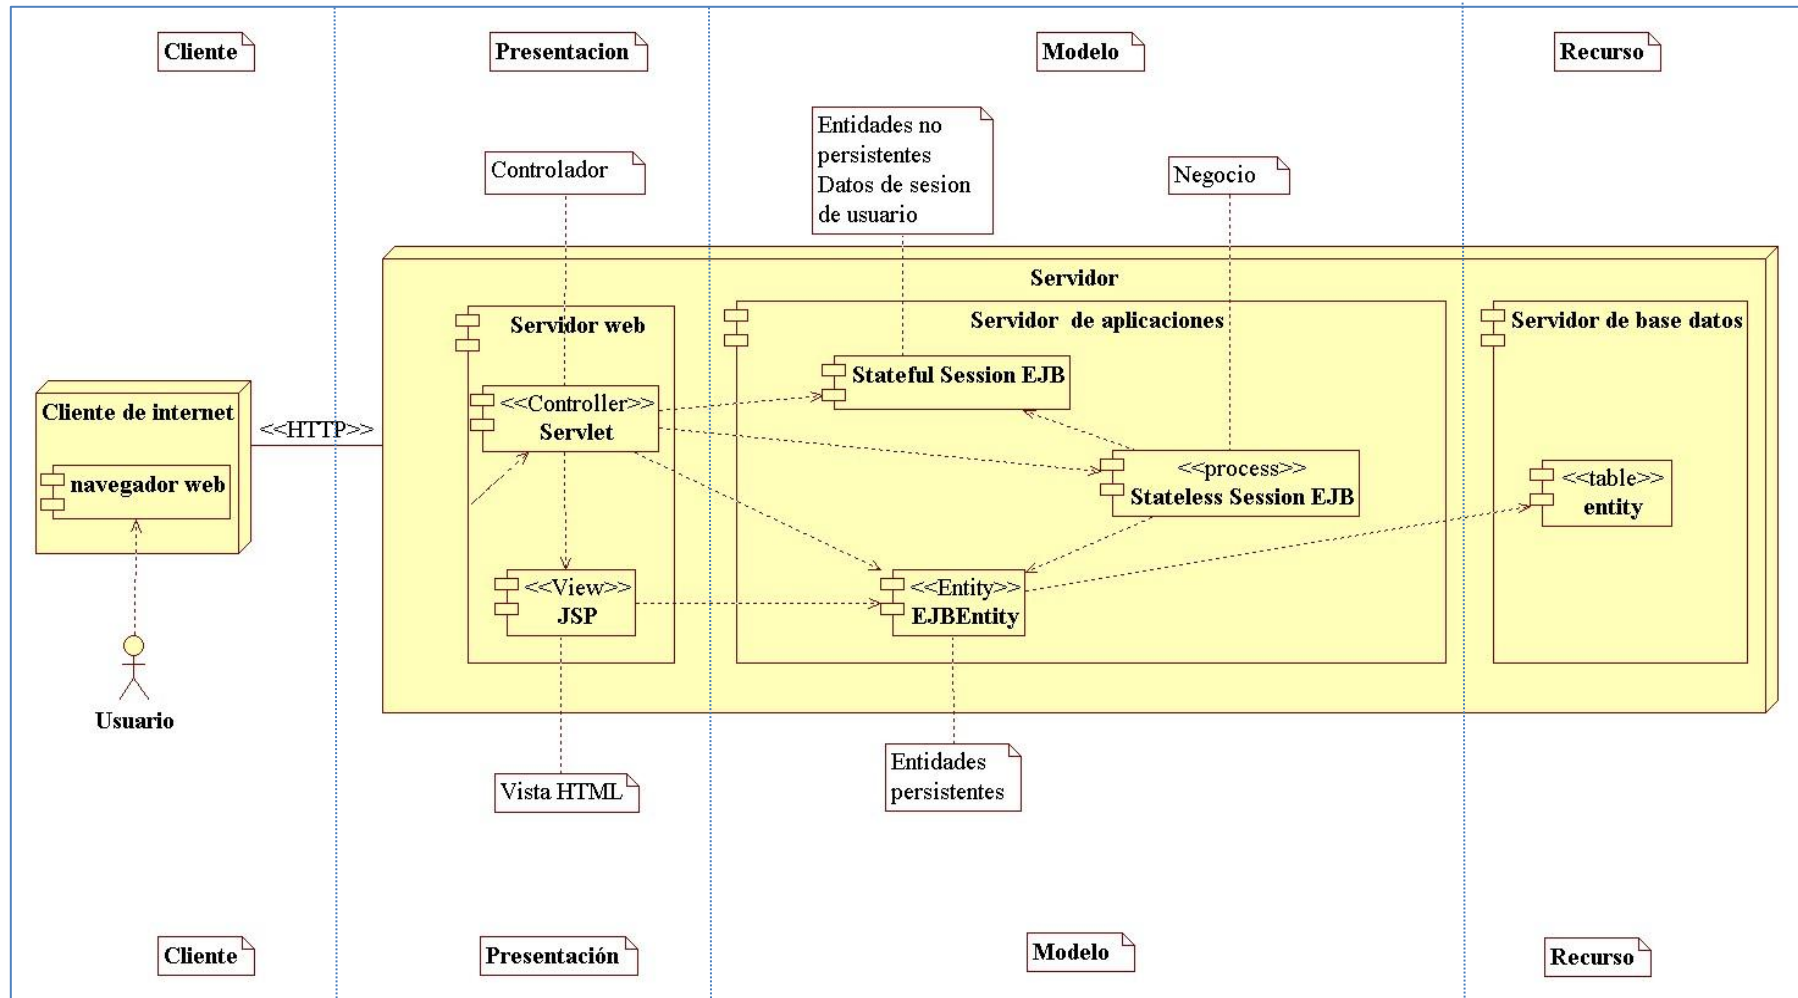 Cliente
Presentacion
Modelo
Recurso
Entidades no
persistentes
Datos de sesion
de usuario
Controlador
Negocio
Servidor
Servidor web
Servidor de aplicaciones
Servidor de base datos
Stateful Session EJB
<<Controller>>
Servlet
Cliente de internet
<<HTTP>>
navegador web
<<process>>
Stateless Session EJB
<<table>>
entity
<<View>>
JSP
<<Entity>>
EJBEntity
Usuario
Vista HTML
Entidades
persistentes
Cliente
Presentación
Modelo
Recurso